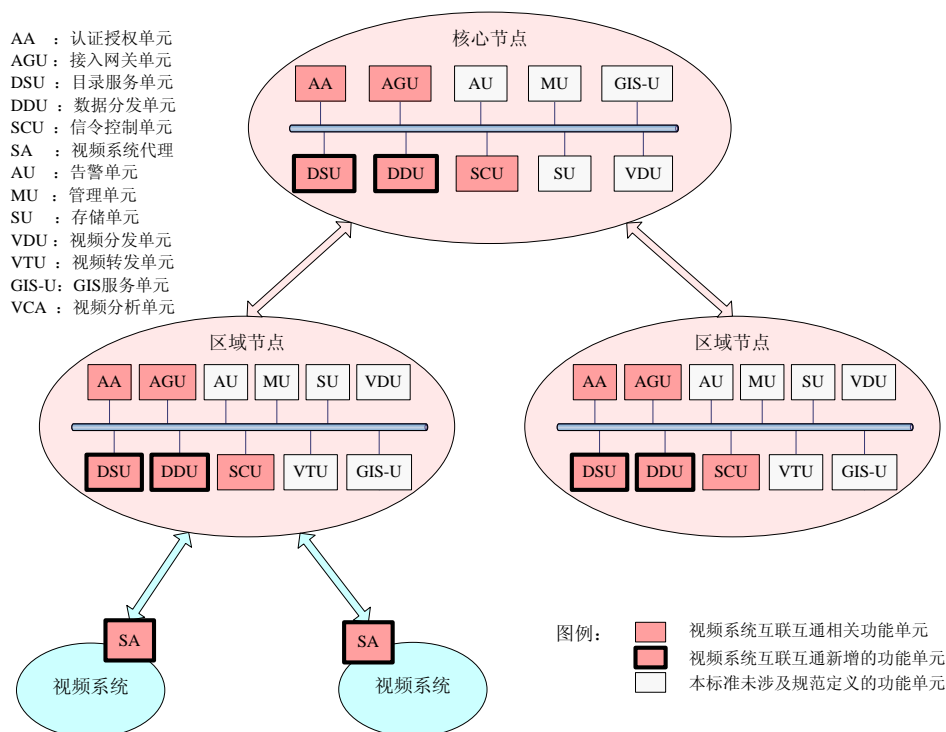 AA ：认证授权单元
AGU：接入网关单元
DSU：目录服务单元
DDU：数据分发单元
SCU：信令控制单元
SA ：视频系统代理
AU ：告警单元
MU ：管理单元
SU ：存储单元
VDU：视频分发单元
VTU：视频转发单元
GIS-U：GIS服务单元
VCA ：视频分析单元
核心节点
AA AGU AU MU GIS-U
DSU DDU SCU SU VDU
区域节点
AA AGU AU MU SU VDU
DSU DDU SCU VTU GIS-U
区域节点
AA AGU AU MU SU VDU
DSU DDU SCU VTU GIS-U
SA
视频系统
SA
视频系统
图例：
视频系统互联互通相关功能单元
视频系统互联互通新增的功能单元
本标准未涉及规范定义的功能单元